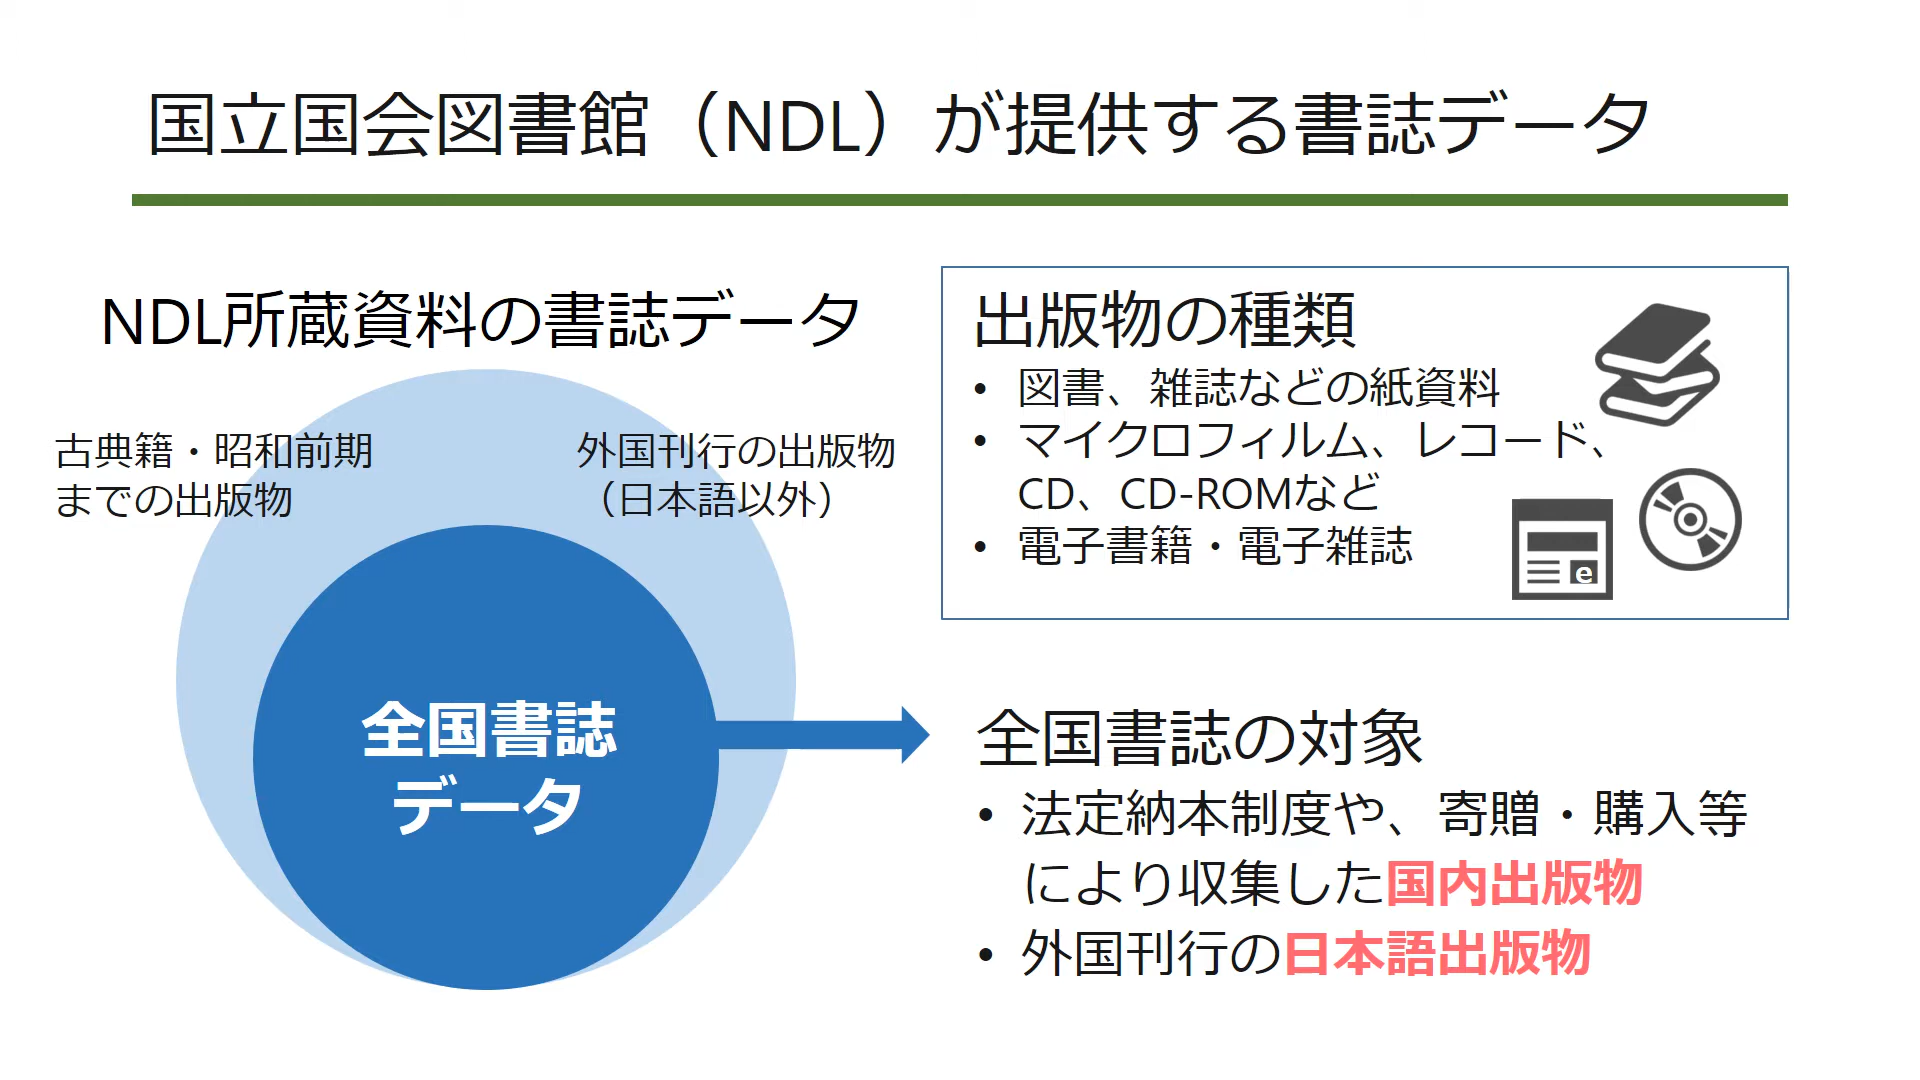 国立国会図書館（NDL）が提供する書誌データ
NDL所蔵資料の書誌データ
古典籍・昭和前期
までの出版物
外国刊行の出版物
（日本語以外）
全国書誌
データ
出版物の種類
• 図書、雑誌などの紙資料
• マイクロフィルム、レコード、
CD、CD-ROMなど
• 電子書籍・電子雑誌
e
全国書誌の対象
• 法定納本制度や、寄贈・購入等
により収集した国内出版物
• 外国刊行の日本語出版物